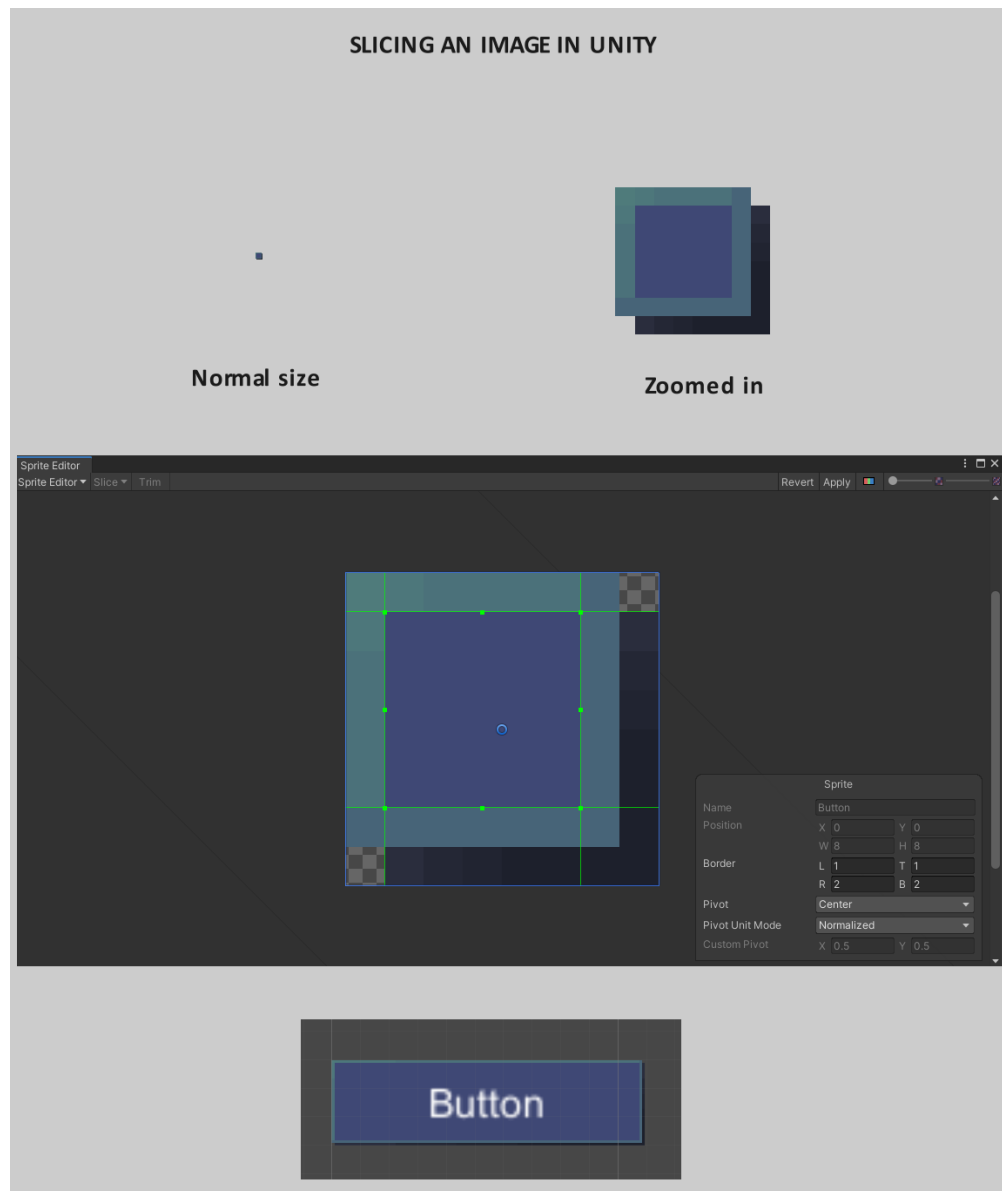 SLICING AN IMAGE IN UNITY
Normal size
Zoomed in
Sprite Editor
Sprite Editor Slice Trim Revert Apply
Sprite
Name Button
Position X 0 Y 0
W 8 H 8
Border L 1 T 1
R 2 B 2
Pivot Center
Pivot Unit Mode Normalized
Custom Pivot X 0.5 Y 0.5
Button